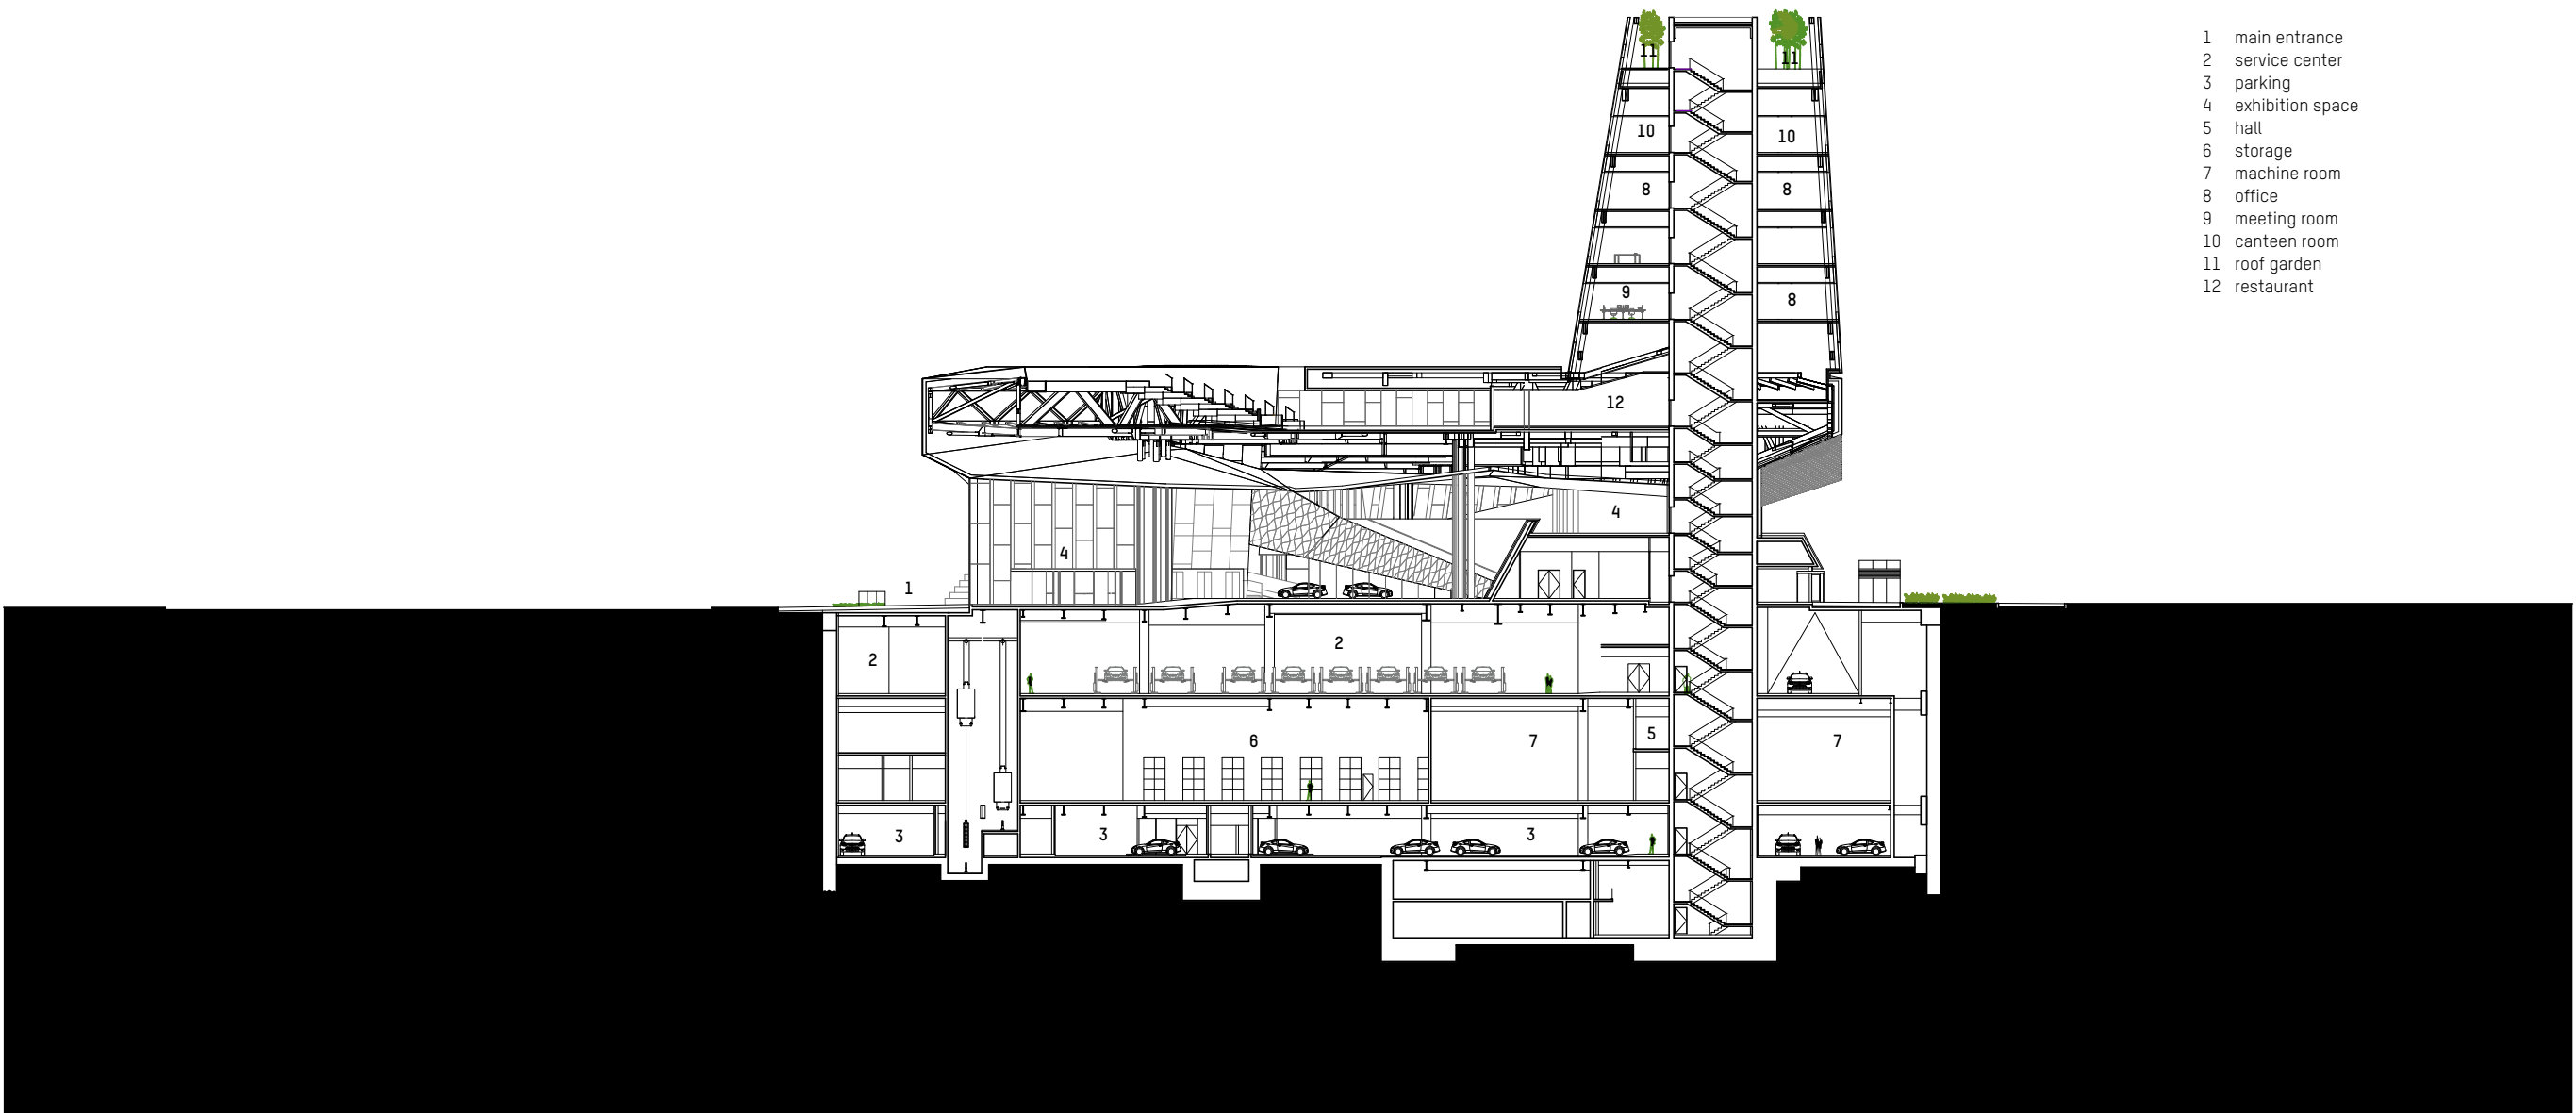 11
11
1 main entrance
2 service center
3 parking
4 exhibition space
5 hall
6 storage
7 machine room
8 office
9 meeting room
10 canteen room
11 roof garden
12 restaurant
10
10
8
8
9
8
12
4
4
1
2
2
6
7
5
7
3
3
3